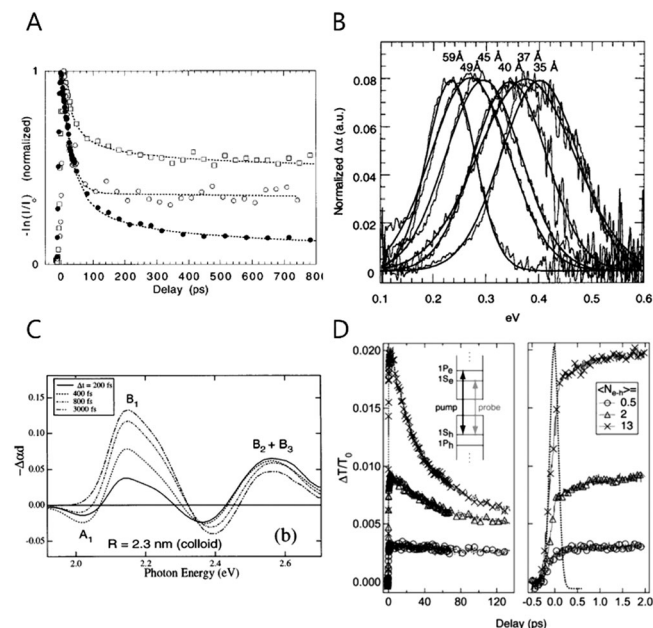 A
-ln(I/I°) (normalized)
1
0
0 100 200 300 400 500 600 700 800
Delay (ps)
B
Normalized Δα (a.u.)
59Å 45 Å 37 Å
49Å 40 Å 35 Å
0.08
0.06
0.04
0.02
0
0.1 0.2 0.3 0.4 0.5 0.6
eV
C
-Δαd
Δt = 200 fs
400 fs
800 fs
3000 fs
B1
B2 + B3
A1
0.15
0.10
0.05
0.00
-0.05
R = 2.3 nm (colloid)
(b)
2.0 2.2 2.4 2.6
Photon Energy (eV)
D
ΔT/T0
0.020
0.015
0.010
0.005
0.000
1Pe
1Se
pump probe
1Sh
1Ph
<Ne-h>=
0.5
2
13
0 40 80 120
-0.5 0.0 0.5 1.0 1.5 2.0
Delay (ps)